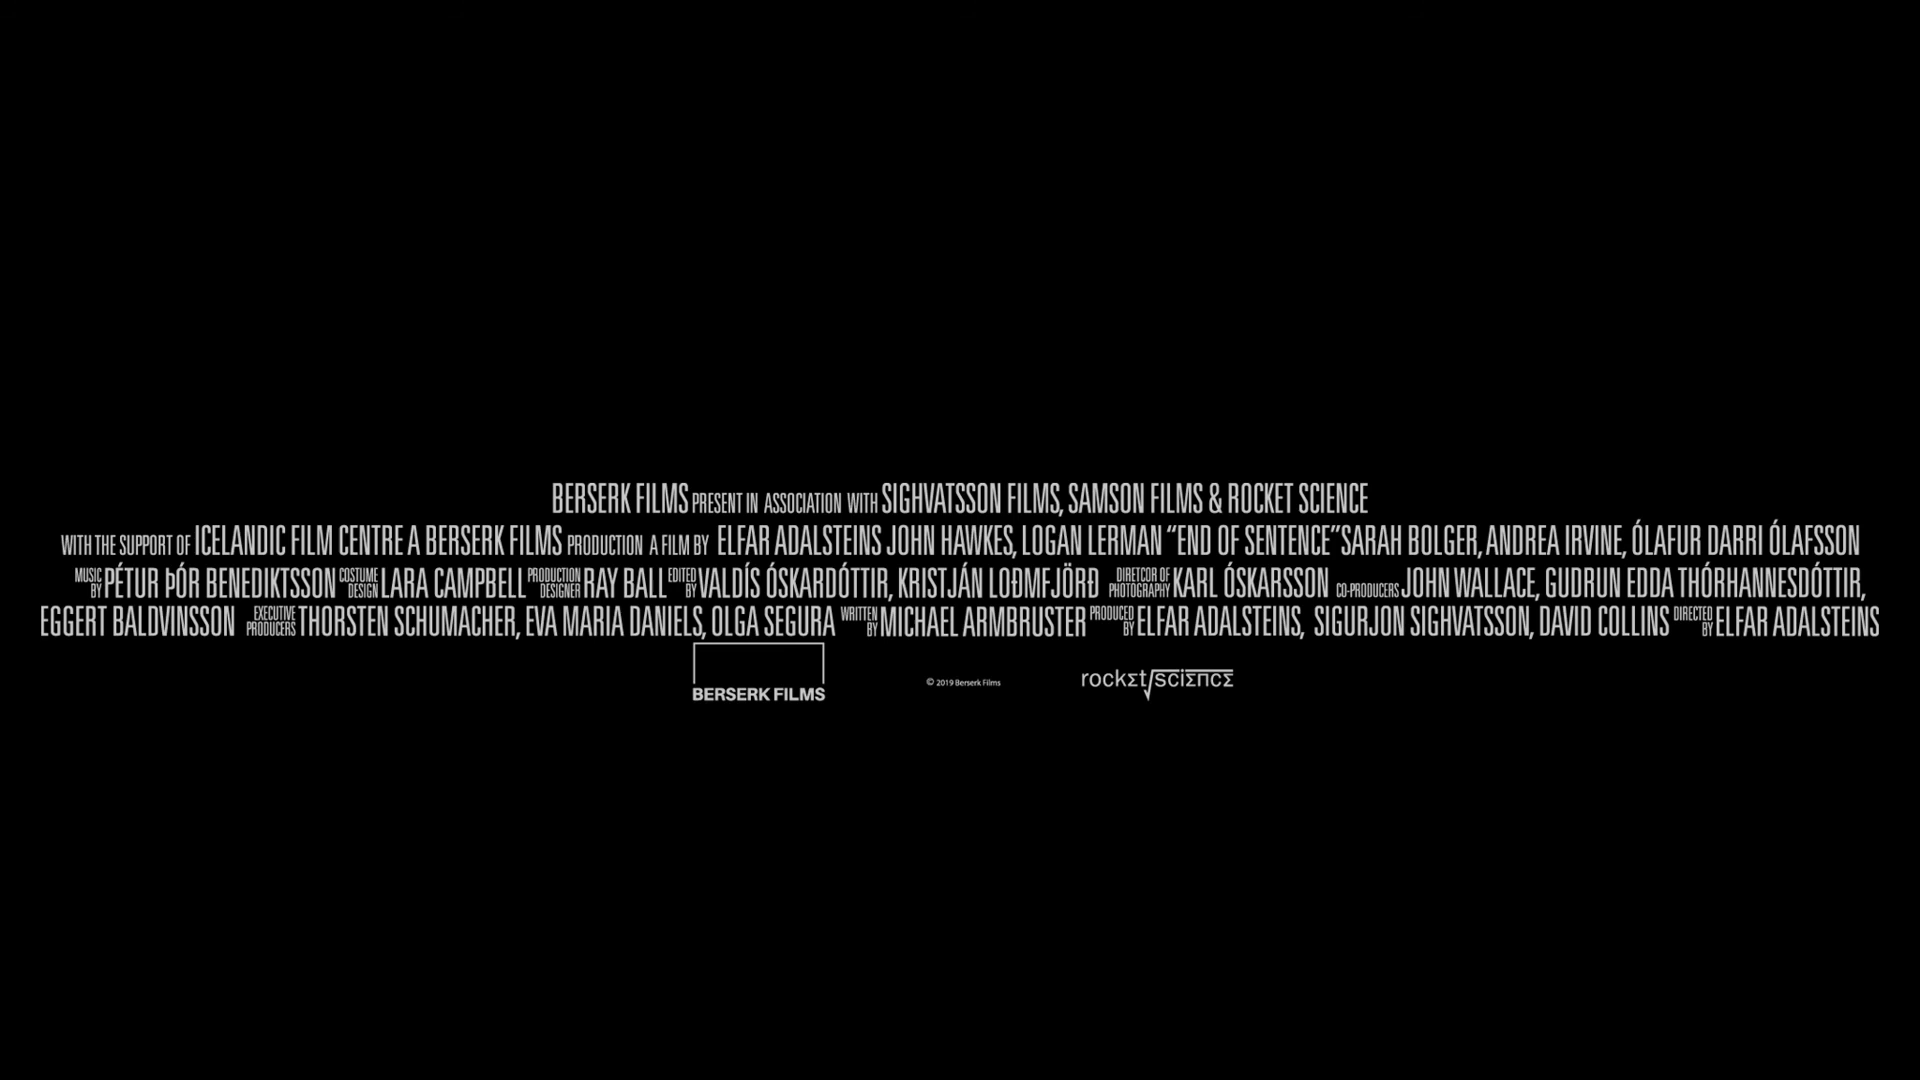 BERSERK FILMS PRESENT IN ASSOCIATION WITH SIGHVATSSON FILMS, SAMSON FILMS & ROCKET SCIENCE
WITH THE SUPPORT OF ICELANDIC FILM CENTRE A BERSERK FILMS PRODUCTION A FILM BY ELFAR ADALSTEINS JOHN HAWKES, LOGAN LERMAN “END OF SENTENCE” SARAH BOLGER, ANDREA IRVINE, ÓLAFUR DARRI ÓLAFSSON
MUSIC BY PÉTUR ÞÓR BENEDIKTSSON COSTUME DESIGN LARA CAMPBELL PRODUCTION DESIGNER RAY BALL EDITED BY VALDÍS ÓSKARDÓTTIR, KRISTJÁN LOÐMFJÖRÐ DIRETCOR OF PHOTOGRAPHY KARL ÓSKARSSON CO-PRODUCERS JOHN WALLACE, GUDRUN EDDA THÓRHANNESDÓTTIR,
EGGERT BALDVINSSON EXECUTIVE PRODUCERS THORSTEN SCHUMACHER, EVA MARIA DANIELS, OLGA SEGURA WRITTEN BY MICHAEL ARMBRUSTER PRODUCED BY ELFAR ADALSTEINS, SIGURJON SIGHVATSSON, DAVID COLLINS DIRECTED BY ELFAR ADALSTEINS
BERSERK FILMS © 2019 Berserk Films rockΣt sciΣncΣ